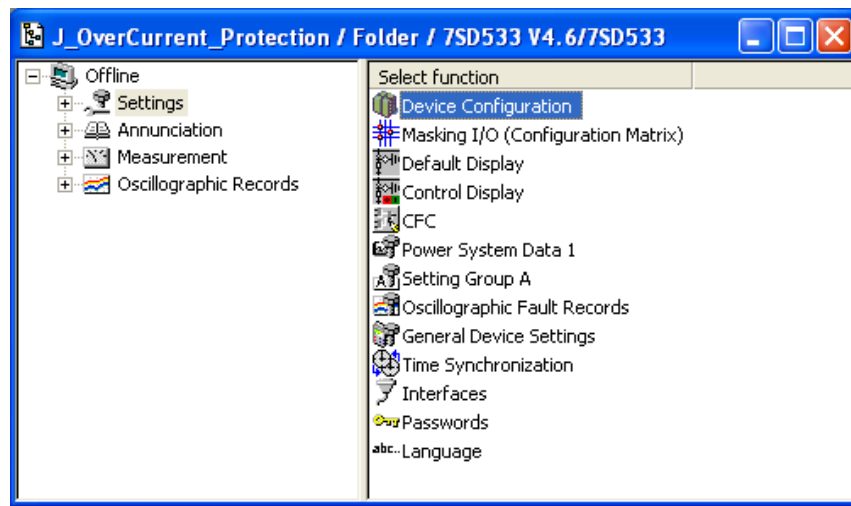 J_OverCurrent_Protection / Folder / 7SD533 V4.6/7SD533
Offline
Settings
Annunciation
Measurement
Oscillographic Records
Select function
Device Configuration
Masking I/O (Configuration Matrix)
Default Display
Control Display
CFC
Power System Data 1
Setting Group A
Oscillographic Fault Records
General Device Settings
Time Synchronization
Interfaces
Passwords
abc.. Language